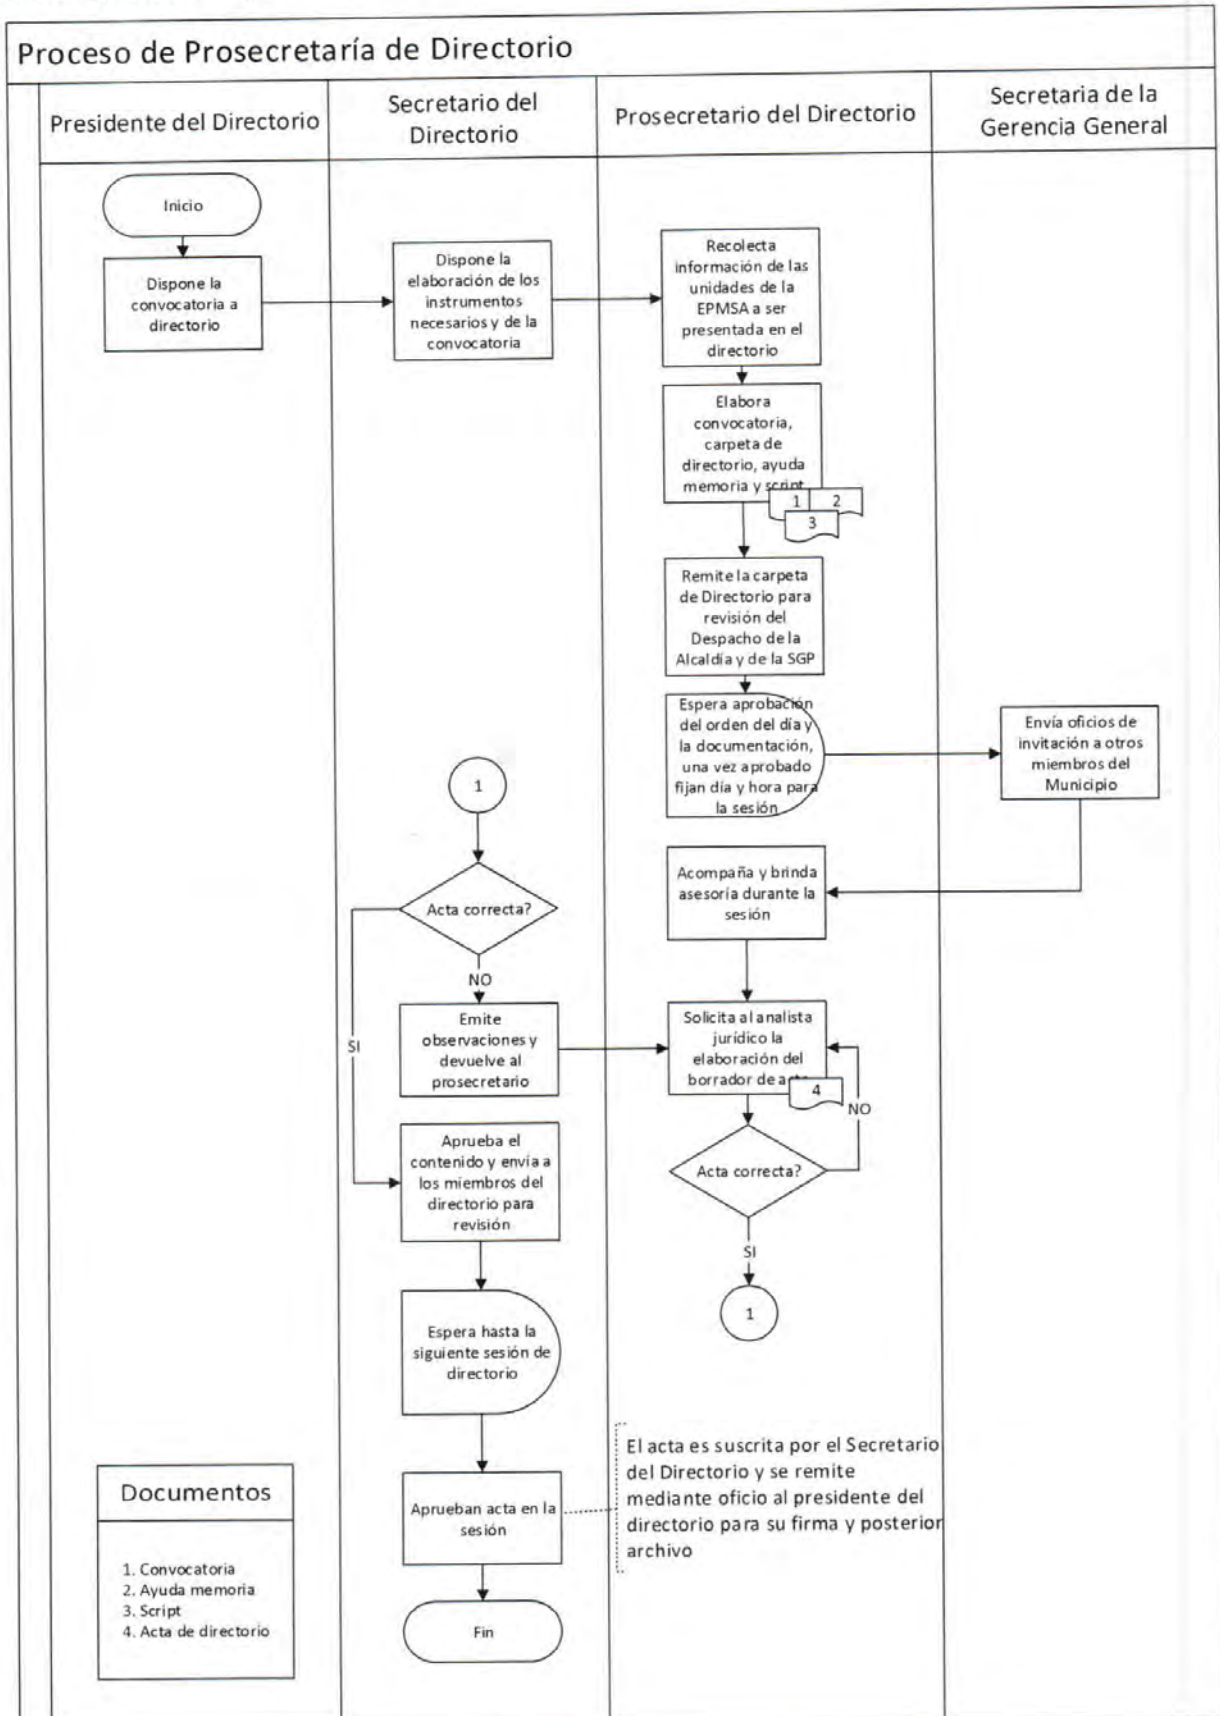 Proceso de Prosecretaría de Directorio
Presidente del Directorio
Secretario del
Directorio
Prosecretario del Directorio
Secretaria de la
Gerencia General
Inicio
Dispone la
convocatoria a
directorio
Dispone la
elaboración de los
instrumentos
necesarios y de la
convocatoria
Recolecta
información de las
unidades de la
EPMSA a ser
presentada en el
directorio
Elabora
convocatoria,
carpeta de
directorio, ayuda
memoria y script
1
2
3
Remite la carpeta
de Directorio para
revisión del
Despacho de la
Alcaldía y de la SGP
Espera aprobación
del orden del día y
la documentación,
una vez aprobado
fijan día y hora para
la sesión
Envía oficios de
invitación a otros
miembros del
Municipio
Acompaña y brinda
asesoría durante la
sesión
1
Acta correcta?
NO
SI
Emite
observaciones y
devuelve al
prosecretario
Solicita al analista
jurídico la
elaboración del
borrador de acta
4
NO
Acta correcta?
SI
1
Aprueba el
contenido y envía a
los miembros del
directorio para
revisión
Espera hasta la
siguiente sesión de
directorio
Aprueban acta en la
sesión
El acta es suscrita por el Secretario
del Directorio y se remite
mediante oficio al presidente del
directorio para su firma y posterior
archivo
Fin
Documentos
1. Convocatoria
2. Ayuda memoria
3. Script
4. Acta de directorio